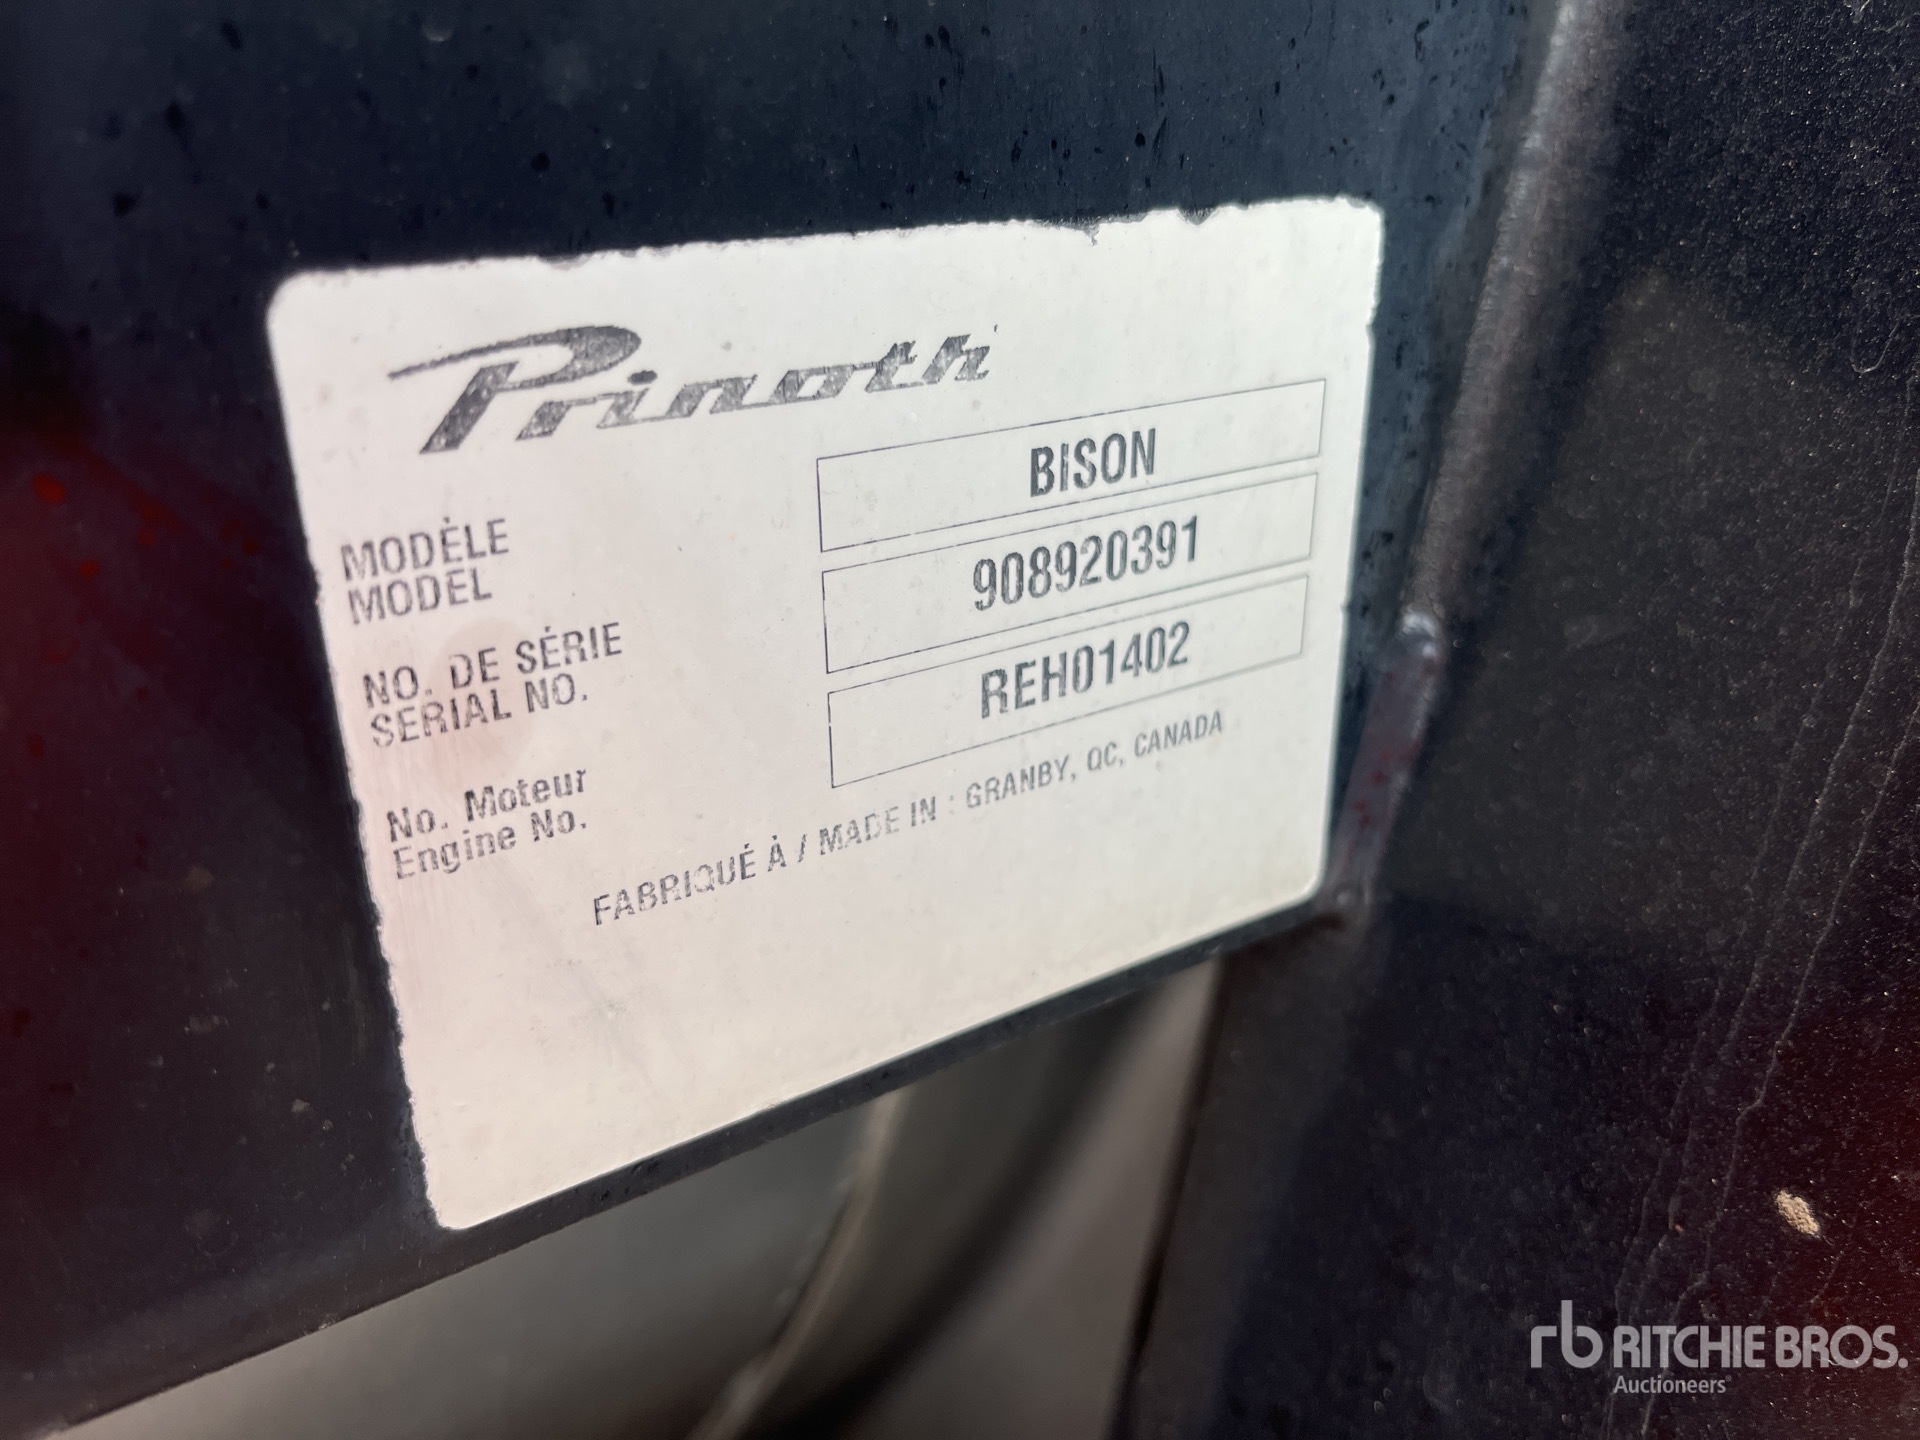 Prinoth
MODÈLE
MODEL
BISON
NO. DE SÉRIE
SERIAL NO.
908920391
No. Moteur
Engine No.
REH01402
FABRIQUÉ À / MADE IN : GRANBY, QC, CANADA
rb RITCHIE BROS.
Auctioneers